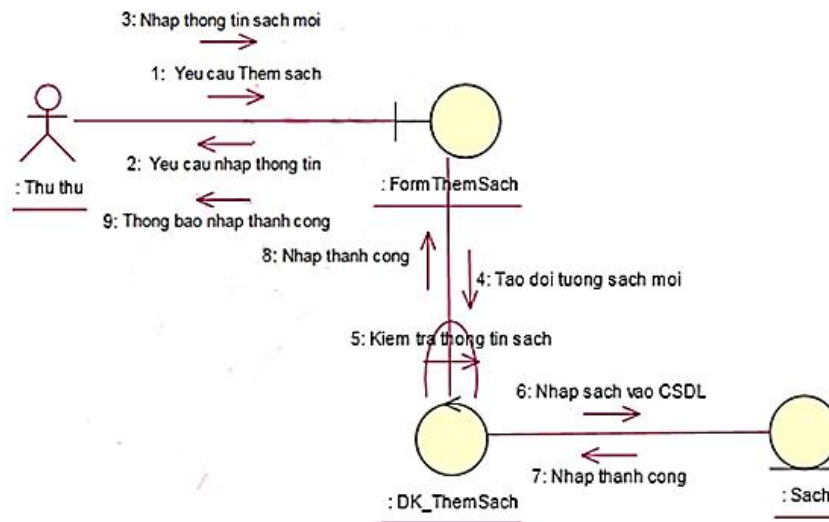 3: Nhap thong tin sach moi
1: Yeu cau Them sach
2: Yeu cau nhap thong tin
: Thu thu
: FormThemSach
9: Thong bao nhap thanh cong
8: Nhap thanh cong
4: Tao doi tuong sach moi
5: Kiem tra thong tin sach
6: Nhap sach vao CSDL
7: Nhap thanh cong
: DK_ThemSach
: Sach